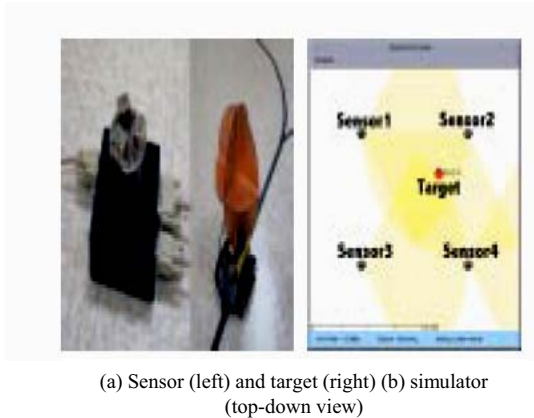 Sensor1 Sensor2
Target
Sensor3 Sensor4
(a) Sensor (left) and target (right) (b) simulator
(top-down view)